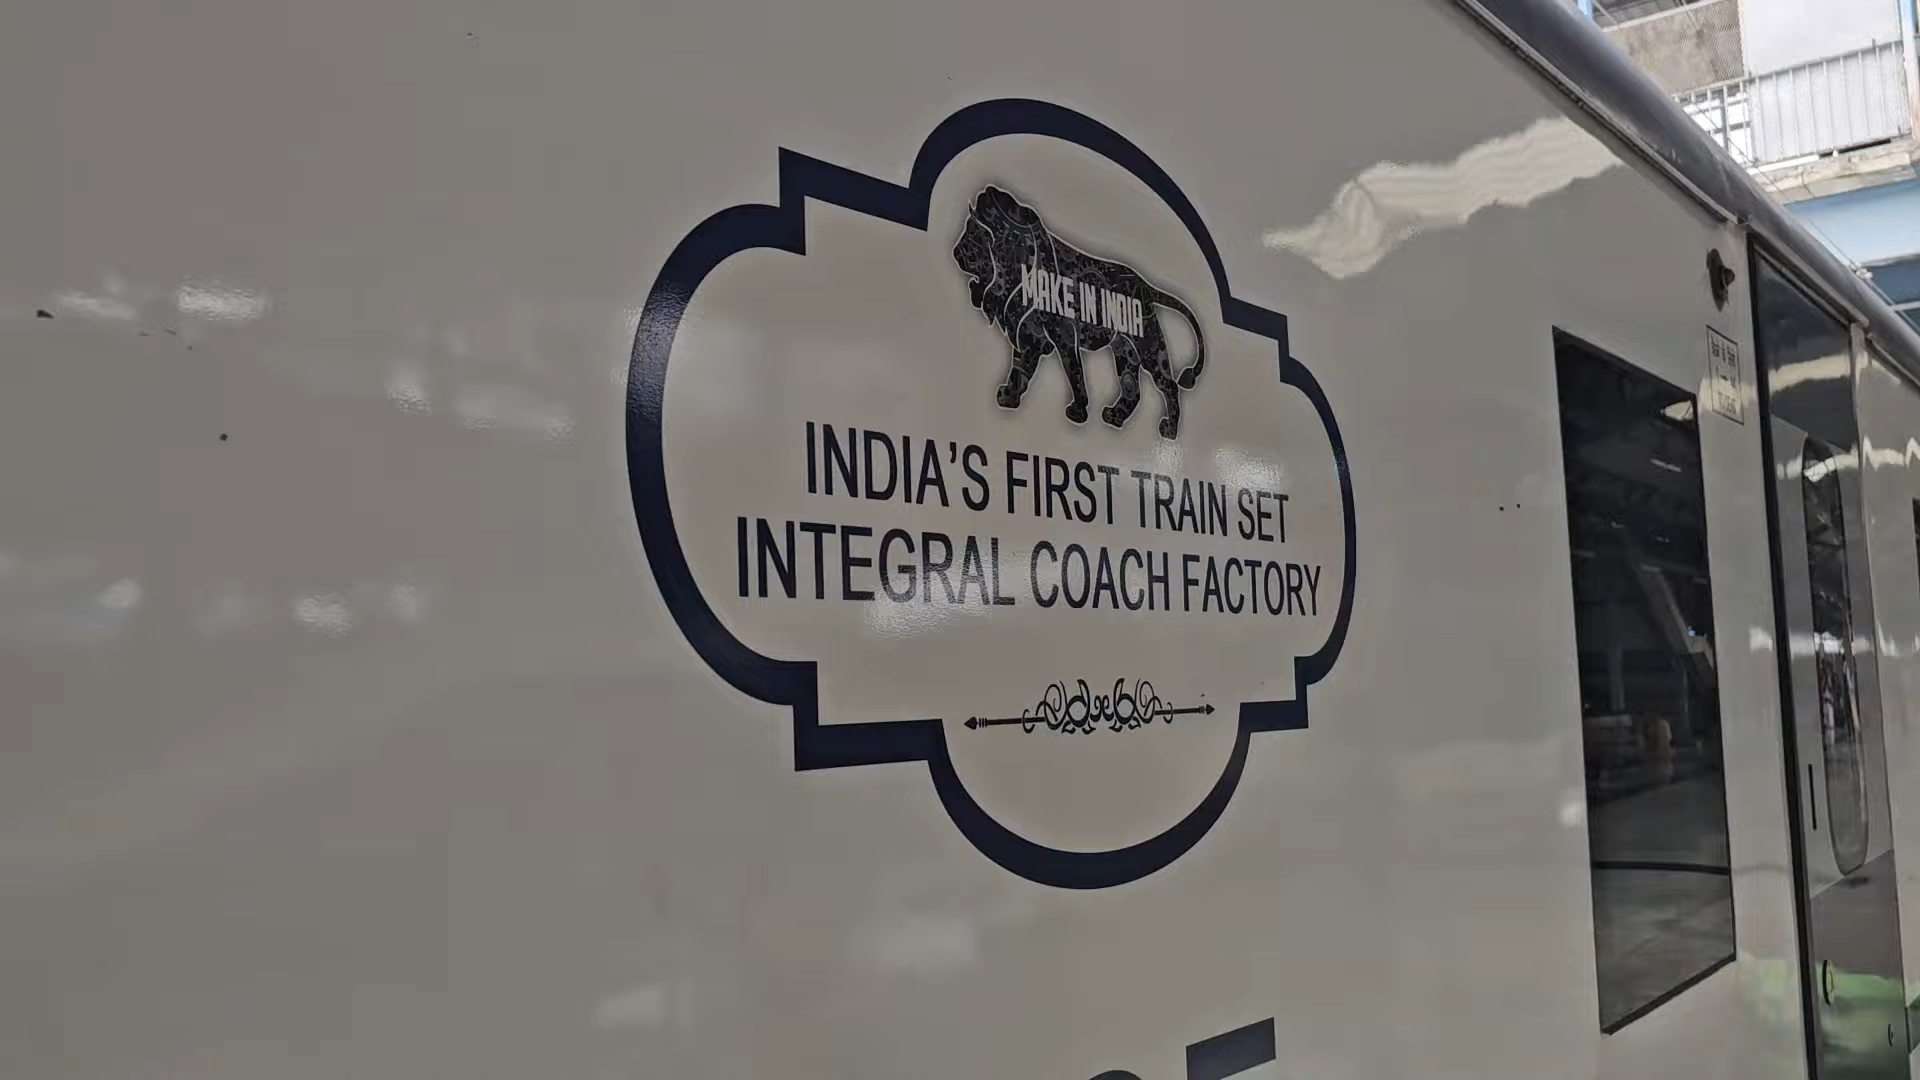 MAKE IN INDIA
INDIA'S FIRST TRAIN SET
INTEGRAL COACH FACTORY